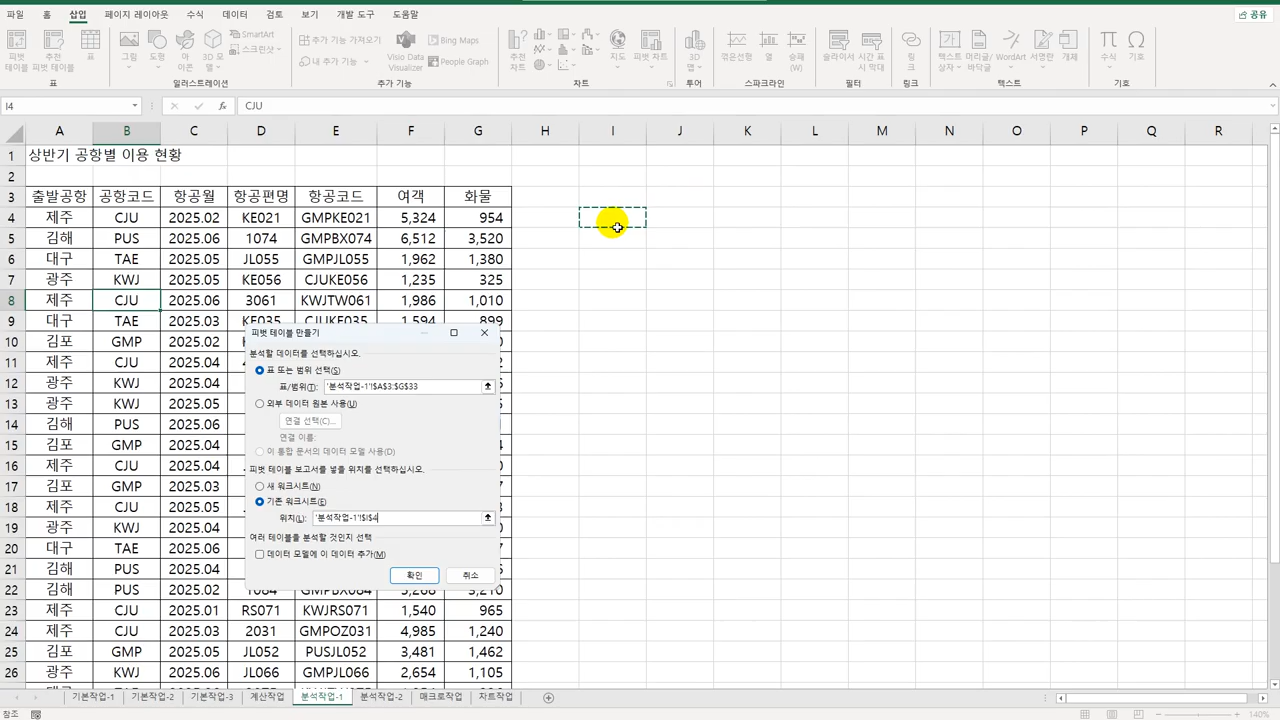 파일 홈 삽입 페이지 레이아웃 수식 데이터 검토 보기 개발 도구 도움말 공유
피벗 테이블 추천 피벗 테이블 표 그림 도형 아이콘 3D 모델 SmartArt 스크린샷 추가 기능 가져오기 내 추가 기능 Visio Data Visualizer Bing Maps People Graph 추천 차트 지도 피벗 차트 3D 맵 꺾은선형 열 승패 (W) 슬라이서 시간 표시 막대 링크 텍스트 상자 머리글/바닥글 WordArt 서명란 개체 수식 기호
표 일러스트레이션 추가 기능 차트 투어 스파크라인 필터 링크 텍스트 기호
I4 fx CJU
A B C D E F G H I J K L M N O P Q R
1 상반기 공항별 이용 현황
2
3 출발공항 공항코드 항공월 항공편명 항공코드 여객 화물
4 제주 CJU 2025.02 KE021 GMPKE021 5,324 954
5 김해 PUS 2025.06 1074 GMPBX074 6,512 3,520
6 대구 TAE 2025.05 JL055 GMPJL055 1,962 1,380
7 광주 KWJ 2025.05 KE056 CJUKE056 1,235 325
8 제주 CJU 2025.06 3061 KWJTW061 1,986 1,010
9 대구 TAE 2025.03 KE035 CJUKE035 1,594 899
10 김포 GMP 2025.02
11 제주 CJU 2025.04
12 광주 KWJ 2025.04
13 광주 KWJ 2025.05
14 김해 PUS 2025.06
15 김포 GMP 2025.04
16 제주 CJU 2025.04
17 김포 GMP 2025.03
18 제주 CJU 2025.05
19 광주 KWJ 2025.04
20 대구 TAE 2025.06
21 김해 PUS 2025.04
22 김해 PUS 2025.02
23 제주 CJU 2025.01 RS071 KWJRS071 1,540 965
24 제주 CJU 2025.03 2031 GMPOZ031 4,985 1,240
25 김포 GMP 2025.05 JL052 PUSJL052 3,481 1,462
26 광주 KWJ 2025.02 JL066 GMPJL066 2,654 1,105
피벗 테이블 만들기
분석할 데이터를 선택하십시오.
표 또는 범위 선택(S)
표/범위(T): '분석작업-1'!$A$3:$G$33
외부 데이터 원본 사용(U)
연결 선택(C)...
연결 이름:
이 통합 문서의 데이터 모델 사용(D)
피벗 테이블 보고서를 넣을 위치를 선택하십시오.
새 워크시트(N)
기존 워크시트(E)
위치(L): '분석작업-1'!$I$4
여러 테이블을 분석할 것인지 선택
데이터 모델에 이 데이터 추가(M)
확인 취소
기본작업-1 기본작업-2 기본작업-3 계산작업 분석작업-1 분석작업-2 매크로작업 차트작업
참조 140%